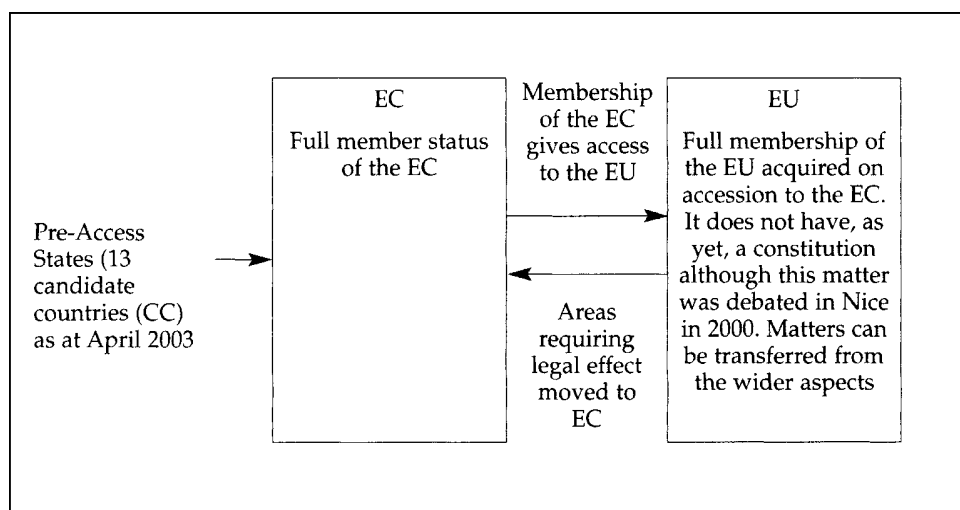 Pre-Access
States (13
candidate
countries (CC)
as at April 2003
EC
Full member status
of the EC
Membership
of the EC
gives access
to the EU
Areas
requiring
legal effect
moved to
EC
EU
Full membership of
the EU acquired on
accession to the EC.
It does not have, as
yet, a constitution
although this matter
was debated in Nice
in 2000. Matters can
be transferred from
the wider aspects